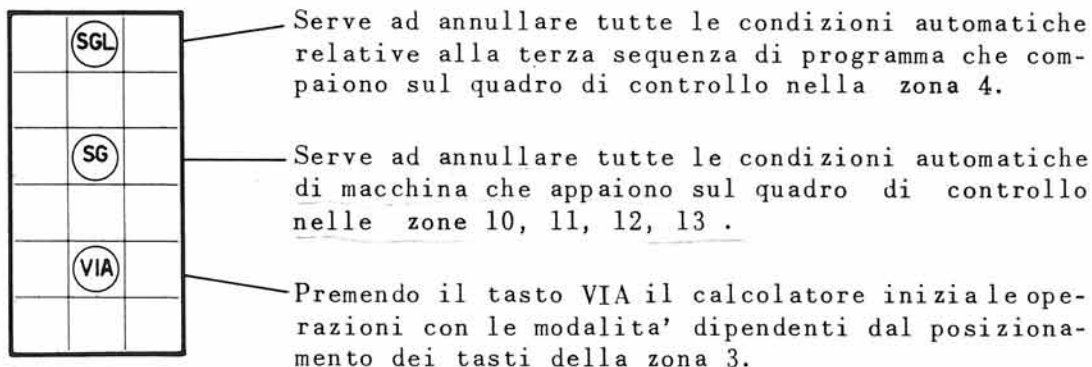 SGL
Serve ad annullare tutte le condizioni automatiche
relative alla terza sequenza di programma che com-
paiono sul quadro di controllo nella zona 4.
SG
Serve ad annullare tutte le condizioni automatiche
di macchina che appaiono sul quadro di controllo
nelle zone 10, 11, 12, 13 .
VIA
Premendo il tasto VIA il calcolatore inizia le ope-
razioni con le modalita' dipendenti dal posiziona-
mento dei tasti della zona 3.